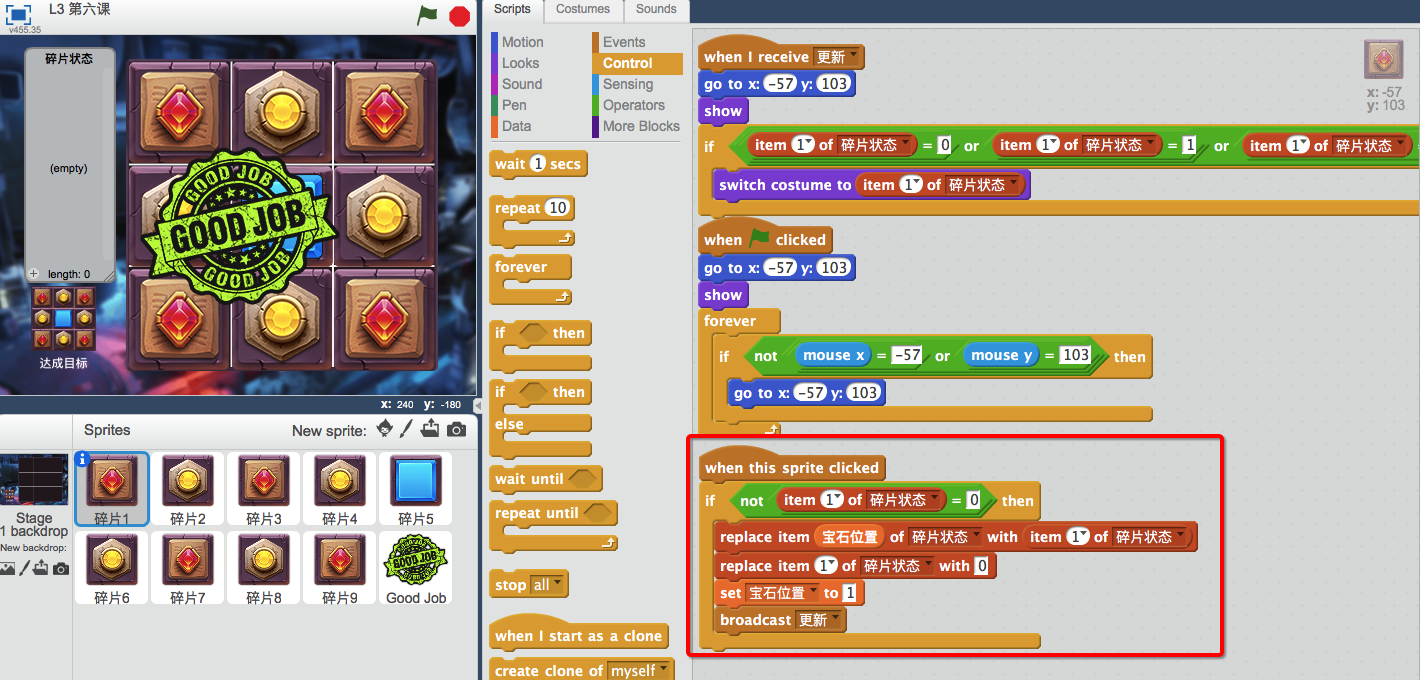 L3 第六课
v455.35
碎片状态
(empty)
+ length: 0
达成目标
GOOD JOB
GOOD JOB
GOOD JOB
x: 240 y: -180
Sprites
New sprite:
碎片1
碎片2
碎片3
碎片4
碎片5
碎片6
碎片7
碎片8
碎片9
GOOD JOB
Good Job
Stage
1 backdrop
New backdrop:
Scripts
Costumes
Sounds
Motion
Looks
Sound
Pen
Data
Events
Control
Sensing
Operators
More Blocks
wait 1 secs
repeat 10
forever
if then
if then
else
wait until
repeat until
stop all
when I start as a clone
create clone of myself
when I receive 更新
go to x: -57 y: 103
show
if item 1 of 碎片状态 = 0 or item 1 of 碎片状态 = 1 or item 1 of 碎片状态 =
switch costume to item 1 of 碎片状态
when clicked
go to x: -57 y: 103
show
forever
if not mouse x = -57 or mouse y = 103 then
go to x: -57 y: 103
when this sprite clicked
if not item 1 of 碎片状态 = 0 then
replace item 宝石位置 of 碎片状态 with item 1 of 碎片状态
replace item 1 of 碎片状态 with 0
set 宝石位置 to 1
broadcast 更新
x: -57
y: 103